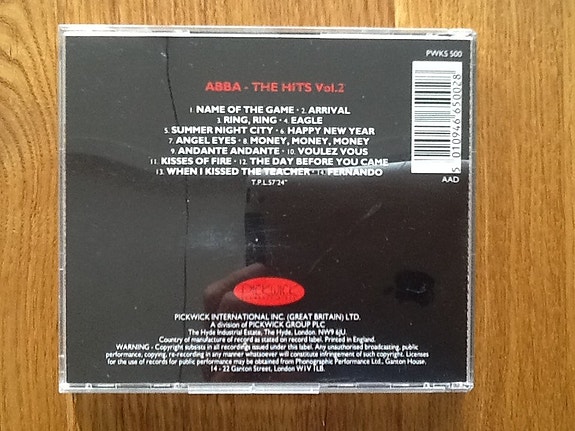 PWKS 500
ABBA - THE HITS Vol.2
1. NAME OF THE GAME • 2. ARRIVAL
3. RING, RING • 4. EAGLE
5. SUMMER NIGHT CITY • 6. HAPPY NEW YEAR
7. ANGEL EYES • 8. MONEY, MONEY, MONEY
9. ANDANTE ANDANTE • 10. VOULEZ VOUS
11. KISSES OF FIRE • 12. THE DAY BEFORE YOU CAME
13. WHEN I KISSED THE TEACHER • 14. FERNANDO
T.P.L.57'24"
5 010946 650028
AAD
PICKWICK
PICKWICK INTERNATIONAL INC. (GREAT BRITAIN) LTD.
A division of PICKWICK GROUP PLC
The Hyde Industrial Estate, The Hyde, London. NW9 6JU.
Country of manufacture of record as stated on record label. Printed in England.
WARNING - Copyright subsists in all recordings issued under this label. Any unauthorised broadcasting, public
performance, copying, re-recording in any manner whatsoever will constitute infringement of such copyright. Licenses
for the use of records for public performance may be obtained from Phonographic Performance Ltd., Ganton House,
14 - 22 Ganton Street, London W1V 1LB.